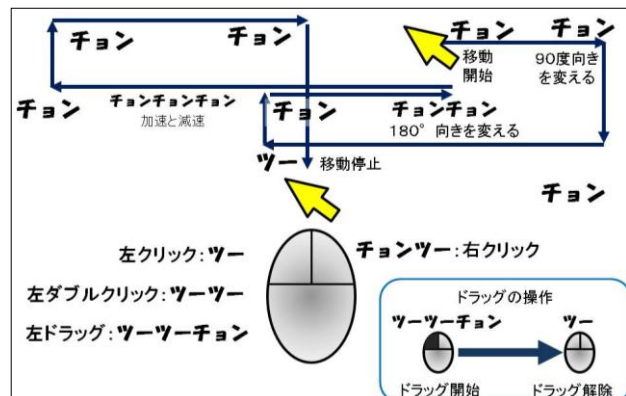 チョン
チョン
チョン
チョン
移動
開始
90度向き
を変える
チョン
チョンチョンチョン
加速と減速
チョン
チョンチョン
180° 向きを変える
ツー
移動停止
チョン
左クリック:ツー
チョンツー:右クリック
左ダブルクリック:ツーツー
左ドラッグ:ツーツーチョン
ドラッグの操作
ツーツーチョン
ツー
ドラッグ開始
ドラッグ解除